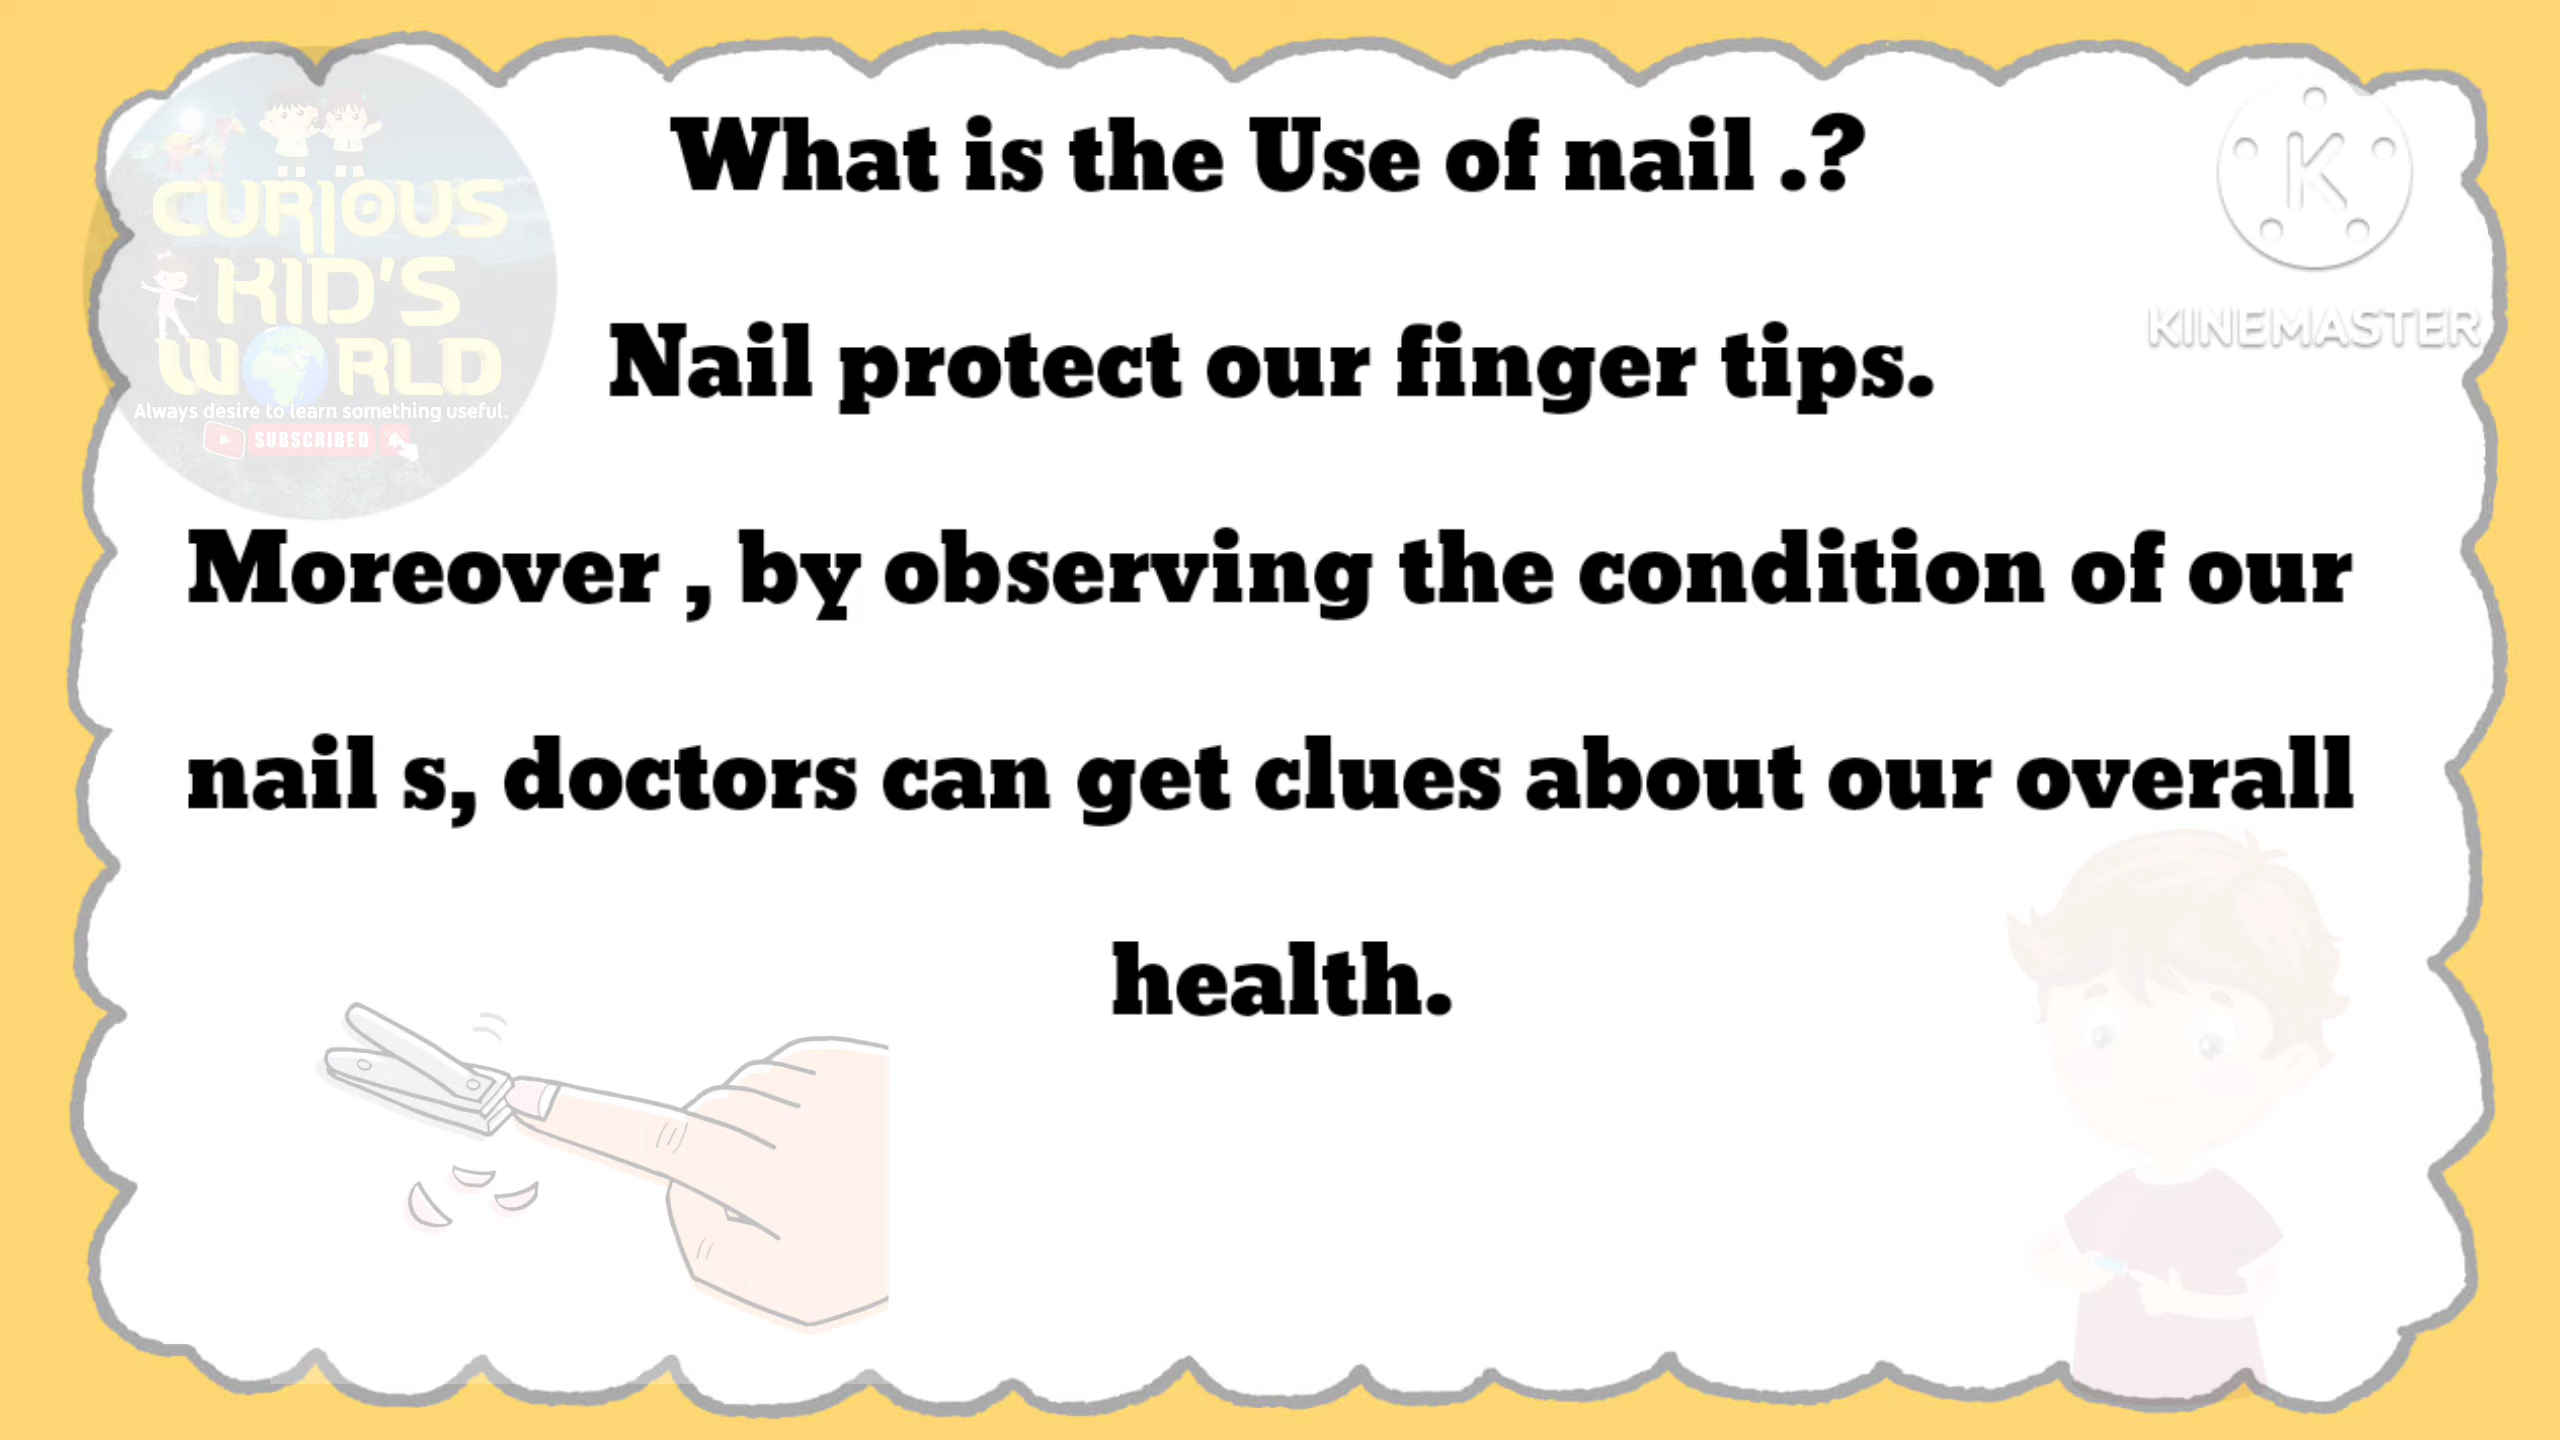 What is the Use of nail .?
Nail protect our finger tips.
Moreover , by observing the condition of our
nail s, doctors can get clues about our overall
health.
CURIOUS
KID'S
WORLD
Always desire to learn something useful.
SUBSCRIBED
K
KINEMASTER